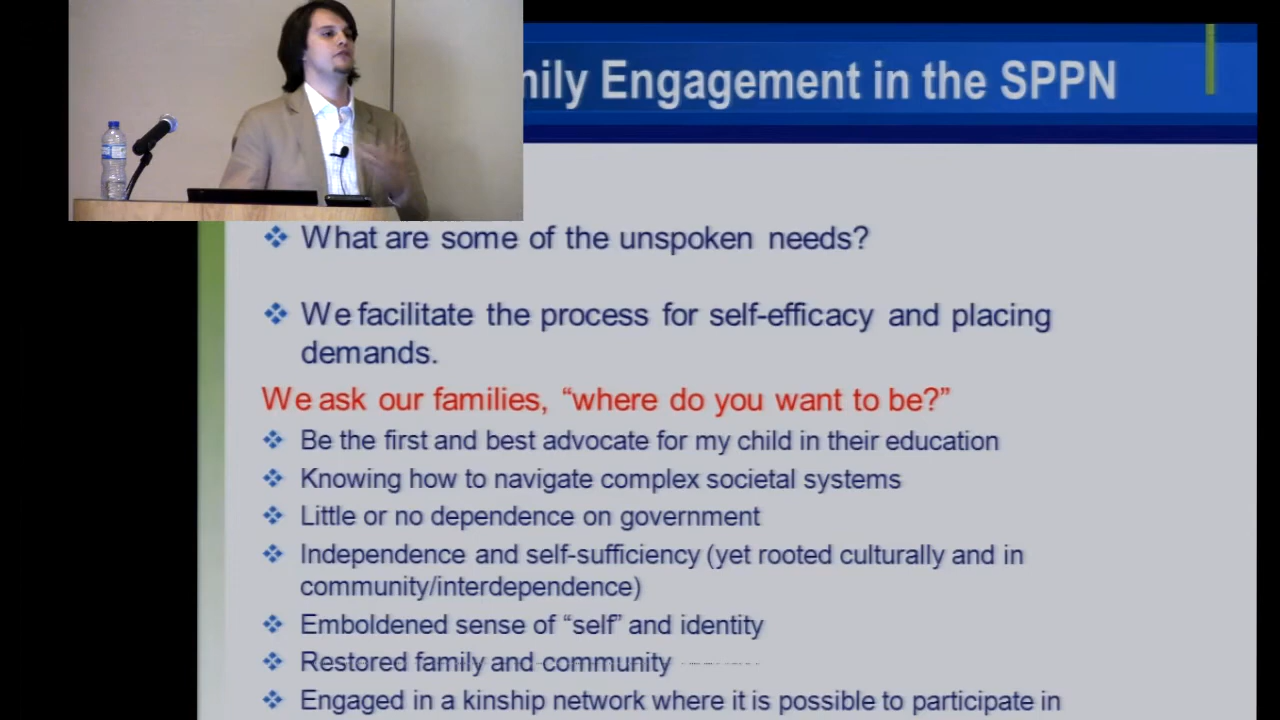 mily Engagement in the SPPN
What are some of the unspoken needs?
We facilitate the process for self-efficacy and placing
demands.
We ask our families, “where do you want to be?”
Be the first and best advocate for my child in their education
Knowing how to navigate complex societal systems
Little or no dependence on government
Independence and self-sufficiency (yet rooted culturally and in
community/interdependence)
Emboldened sense of “self” and identity
Restored family and community
Engaged in a kinship network where it is possible to participate in